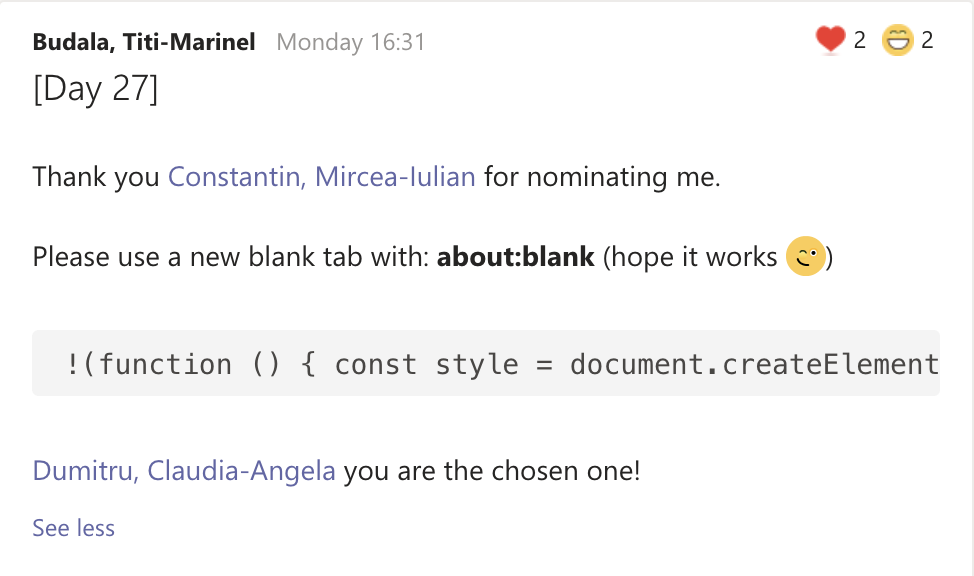 Budala, Titi-Marinel Monday 16:31 2 2
[Day 27]
Thank you Constantin, Mircea-Iulian for nominating me.
Please use a new blank tab with: about:blank (hope it works )
!(function () { const style = document.createElement
Dumitru, Claudia-Angela you are the chosen one!
See less